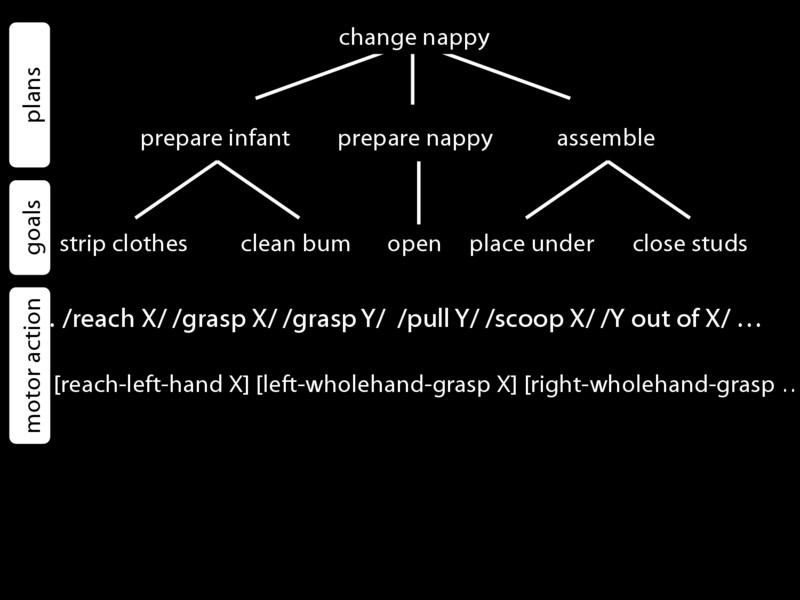 change nappy
plans
prepare infant prepare nappy assemble
goals
strip clothes clean bum open place under close studs
motor action
. /reach X/ /grasp X/ /grasp Y/ /pull Y/ /scoop X/ /Y out of X/ …
[reach-left-hand X] [left-wholehand-grasp X] [right-wholehand-grasp …